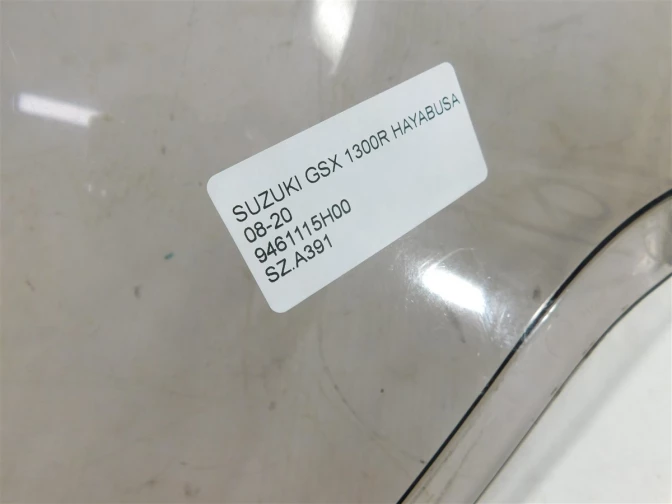 SUZUKI GSX 1300R HAYABUSA
08-20
9461115H00
SZ.A391